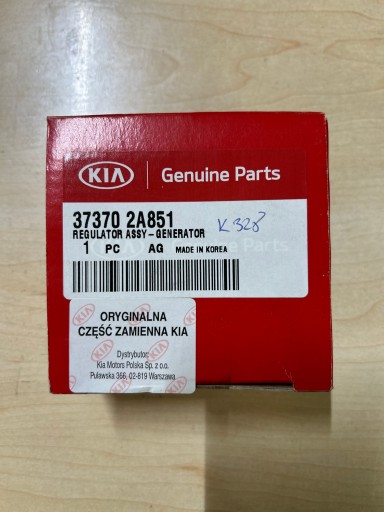 KIA Genuine Parts
37370 2A851
REGULATOR ASSY-GENERATOR
1 PC AG MADE IN KOREA
K328
ORYGINALNA
CZĘŚĆ ZAMIENNA KIA
Dystrybutor:
Kia Motors Polska Sp. z o.o.
Puławska 366, 02-819 Warszawa